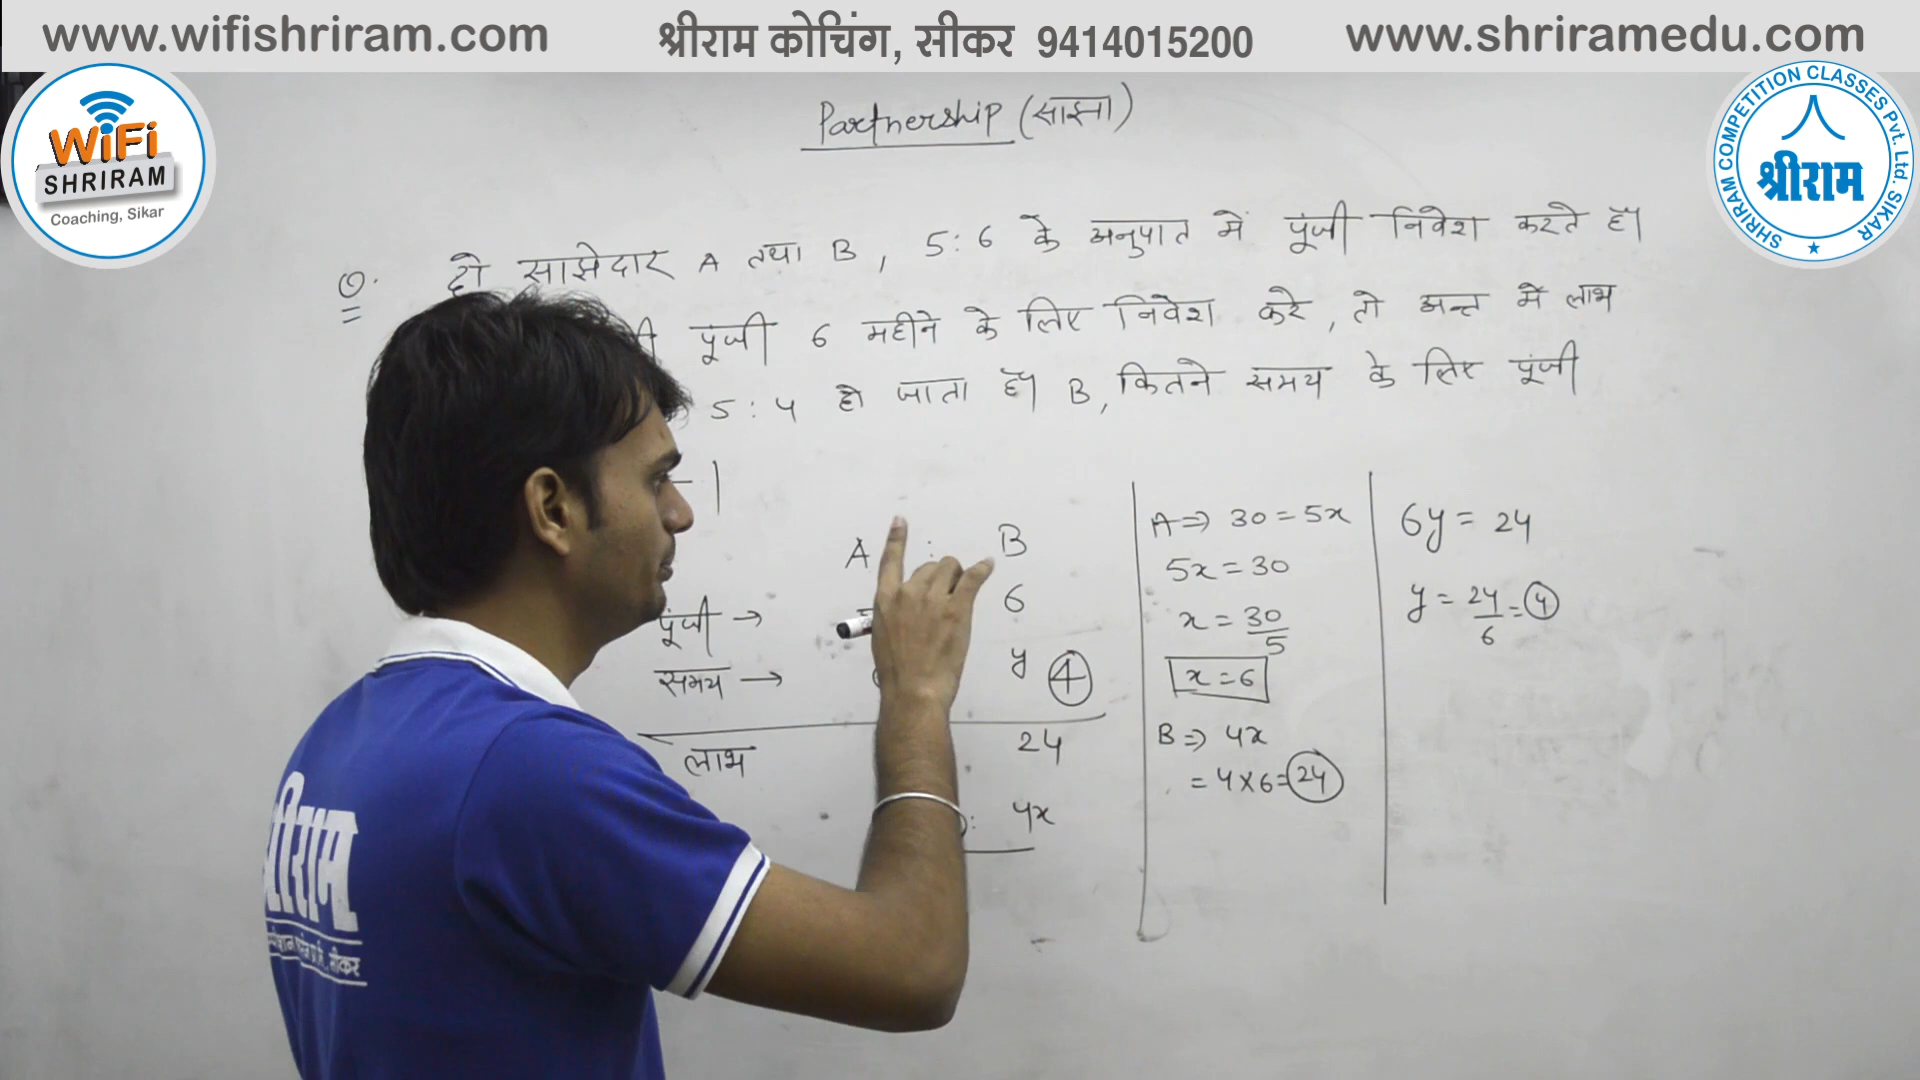 www.wifishriram.com
श्रीराम कोचिंग, सीकर 9414015200
www.shriramedu.com
WiFi
SHRIRAM
Coaching, Sikar
SHRIRAM COMPETITION CLASSES Pvt. Ltd. SIKAR
श्रीराम
Partnership (साझा)
Q. दो साझेदार A तथा B, 5:6 के अनुपात में पूंजी निवेश करते है।
पूंजी 6 महीने के लिए निवेश करे, तो अन्त में लाभ
5:4 हो जाता है। B, कितने समय के लिए पूंजी
A : B
पूंजी → 6
समय → y 4
लाभ 24
: 4x
A ⇒ 30 = 5x
5x = 30
x = 30/5
x = 6
B ⇒ 4x
= 4×6 = 24
6y = 24
y = 24/6 = 4
श्रीराम